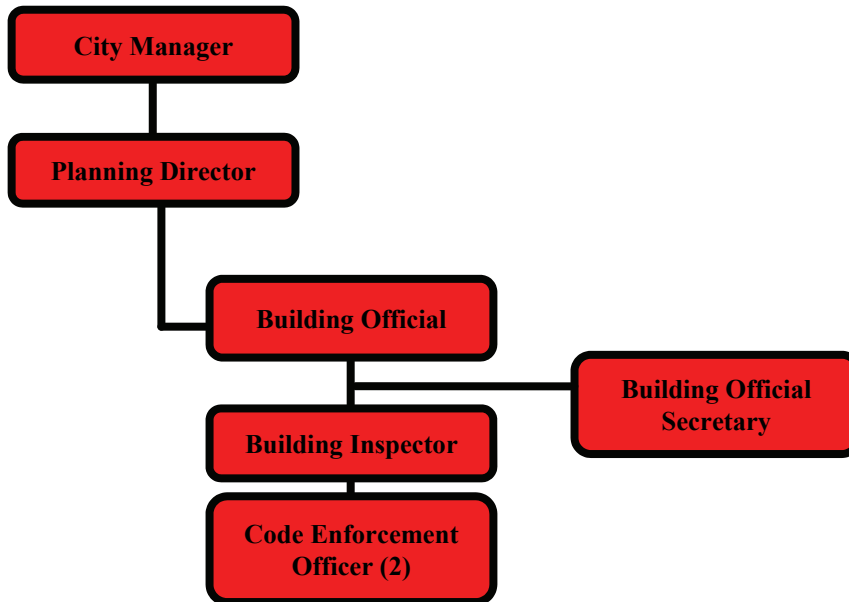 City Manager
Planning Director
Building Official
Building Official
Secretary
Building Inspector
Code Enforcement
Officer (2)